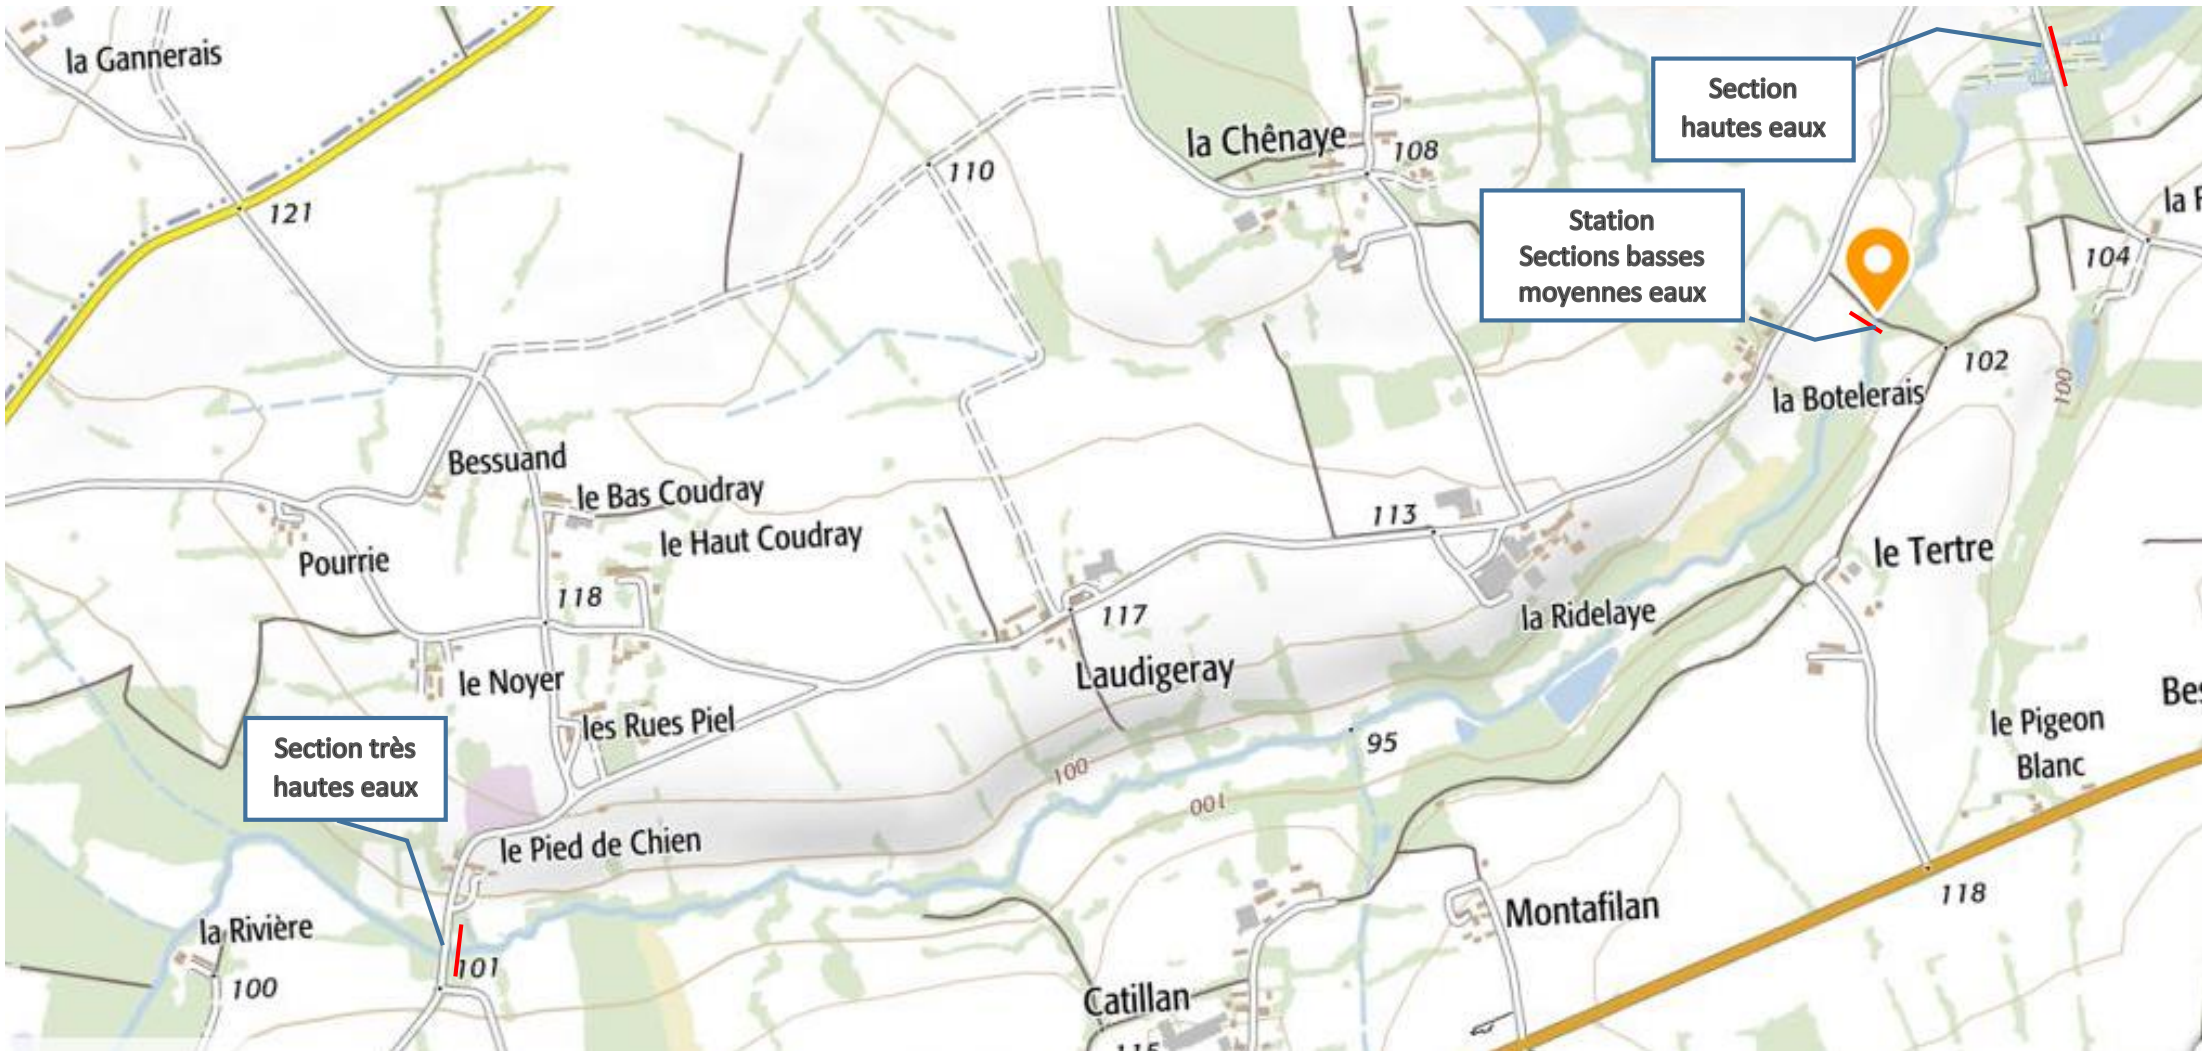 la Gannerais
Section
hautes eaux
la Chênaye
108
110
121
Station
Sections basses
moyennes eaux
104
102
100
la Botelerais
Bessuand
le Bas Coudray
le Haut Coudray
113
Pourrie
le Tertre
118
117
la Ridelaye
Laudigeray
le Noyer
les Rues Piel
Section très
hautes eaux
95
le Pigeon
Blanc
100
100
le Pied de Chien
118
Montafilan
la Rivière
101
100
Catillan